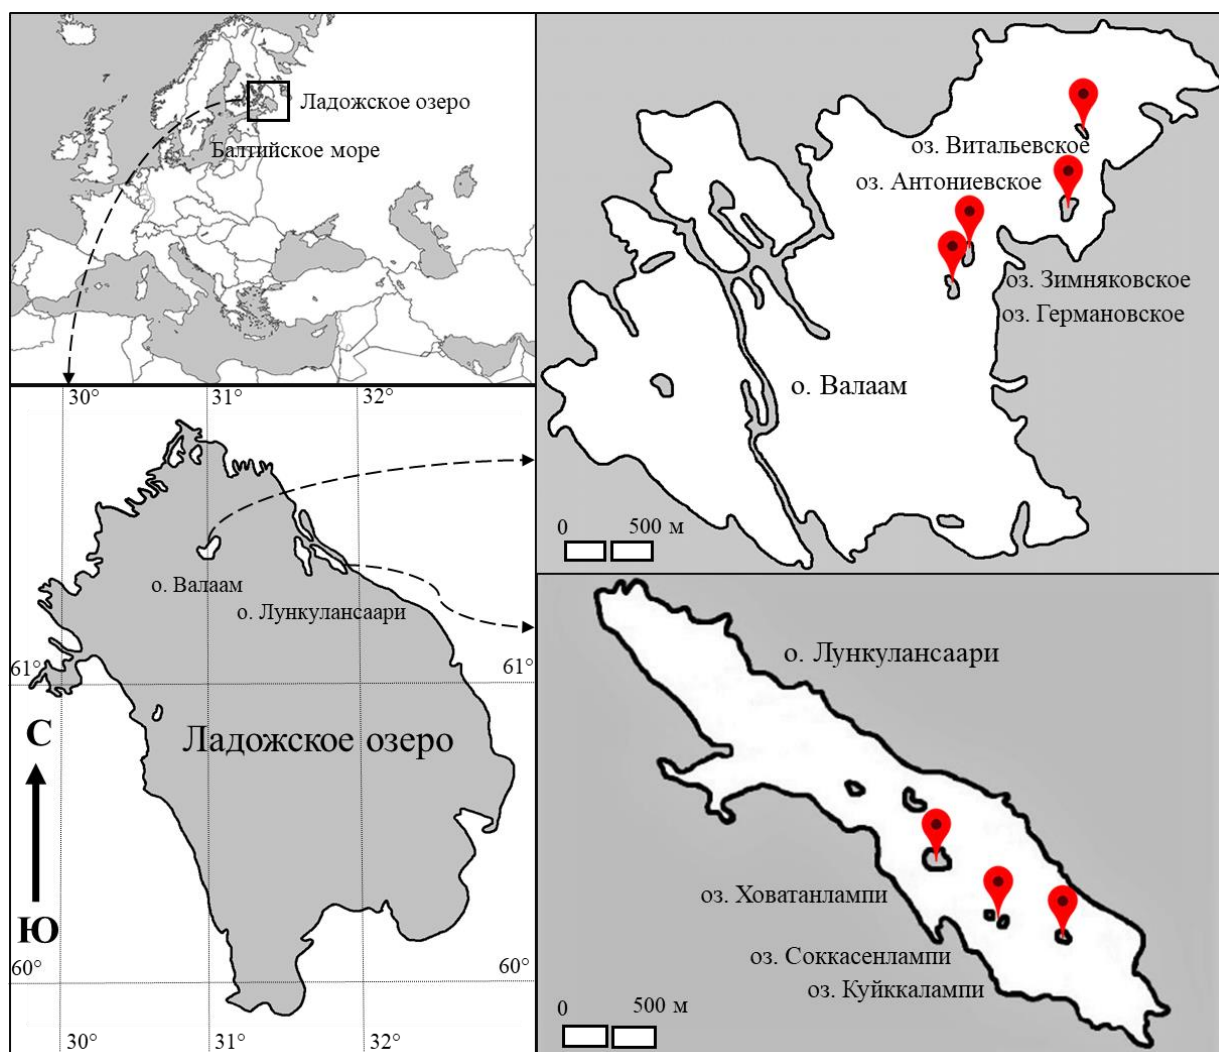 Ладожское озеро
Балтийское море
30°
31°
32°
о. Валаам
о. Лункулансаари
61°
61°
С
Ладожское озеро
Ю
60°
60°
30°
31°
32°
оз. Витальевское
оз. Антониевское
оз. Зимняковское
оз. Германовское
о. Валаам
0 500 м
о. Лункулансаари
оз. Ховатанлампи
оз. Соккасенлампи
оз. Куйккалампи
0 500 м